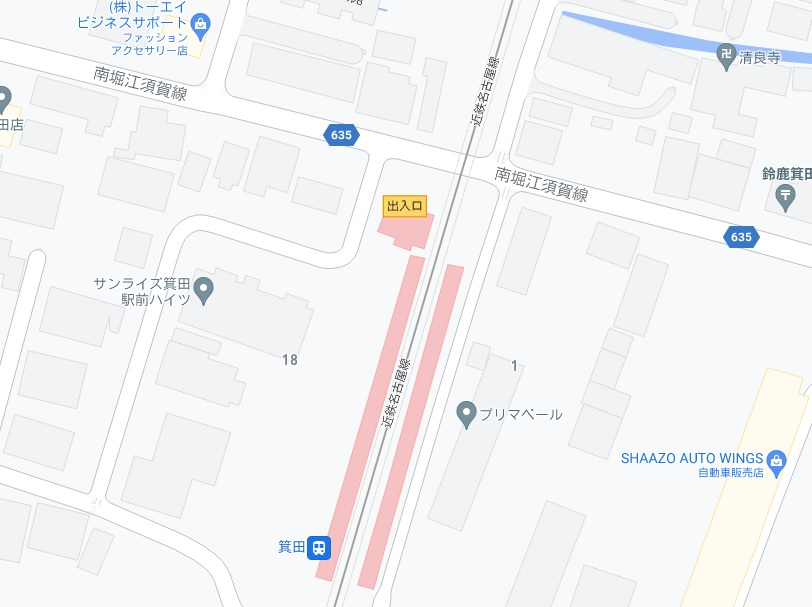 (株)トーエイ
ビジネスサポート
ファッション
アクセサリー店
南堀江須賀線
田店
635
近鉄名古屋線
清良寺
南堀江須賀線
鈴鹿箕田
出入口
635
サンライズ箕田
駅前ハイツ
18
近鉄名古屋線
1
プリマベール
SHAAZO AUTO WINGS
自動車販売店
箕田